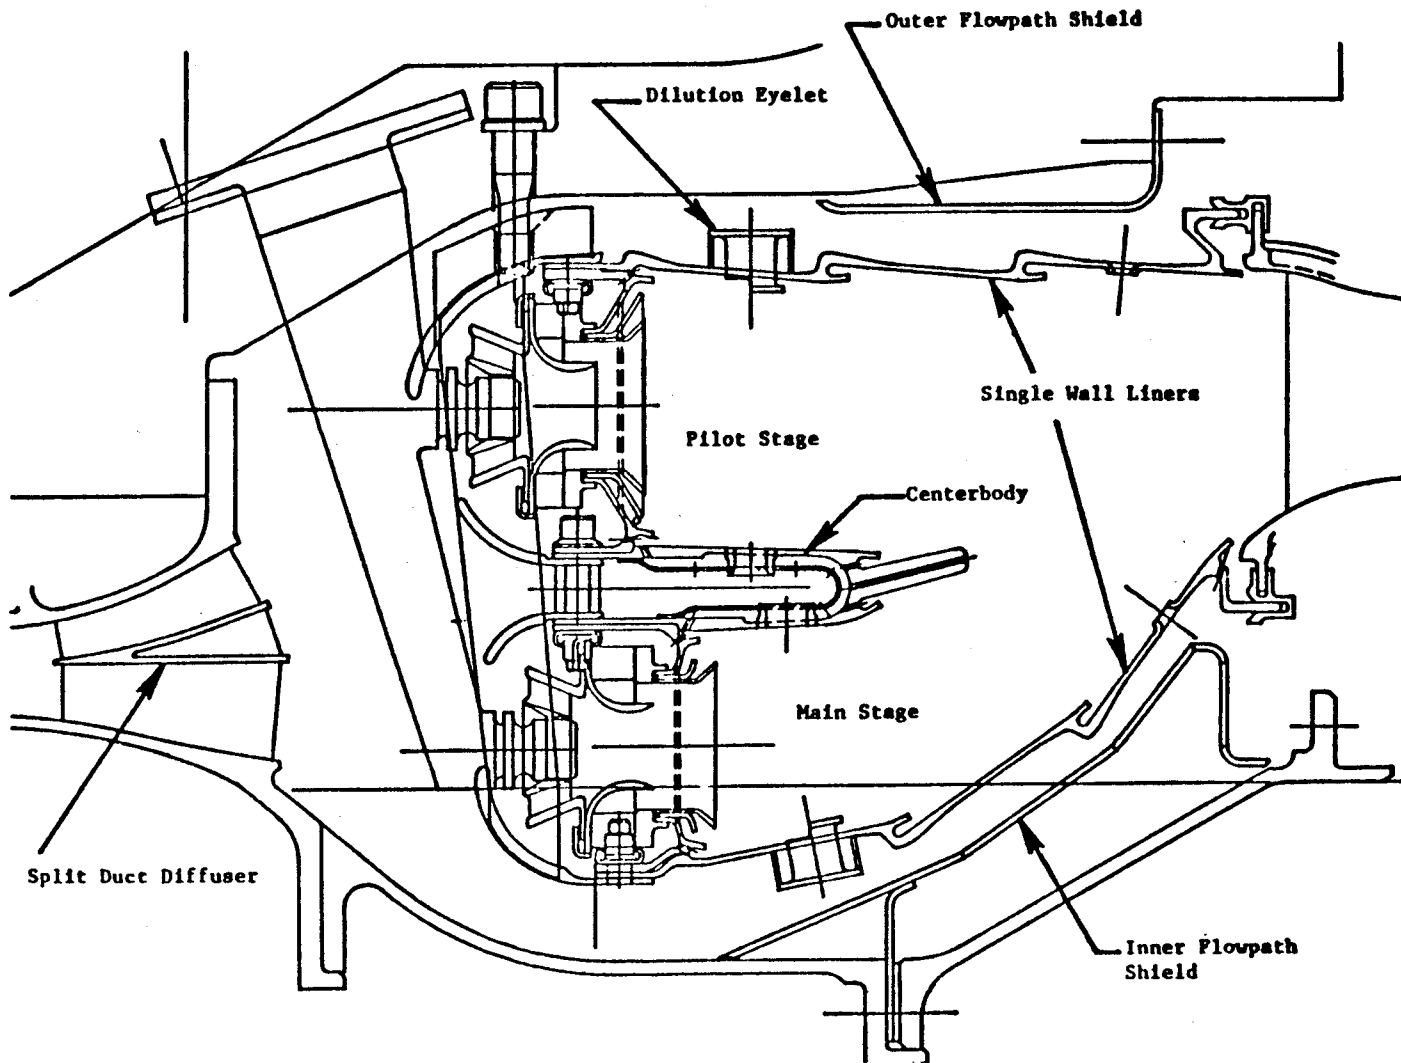 Outer Flowpath Shield
Dilution Eyelet
Single Wall Liners
Pilot Stage
Centerbody
Main Stage
Split Duct Diffuser
Inner Flowpath
Shield